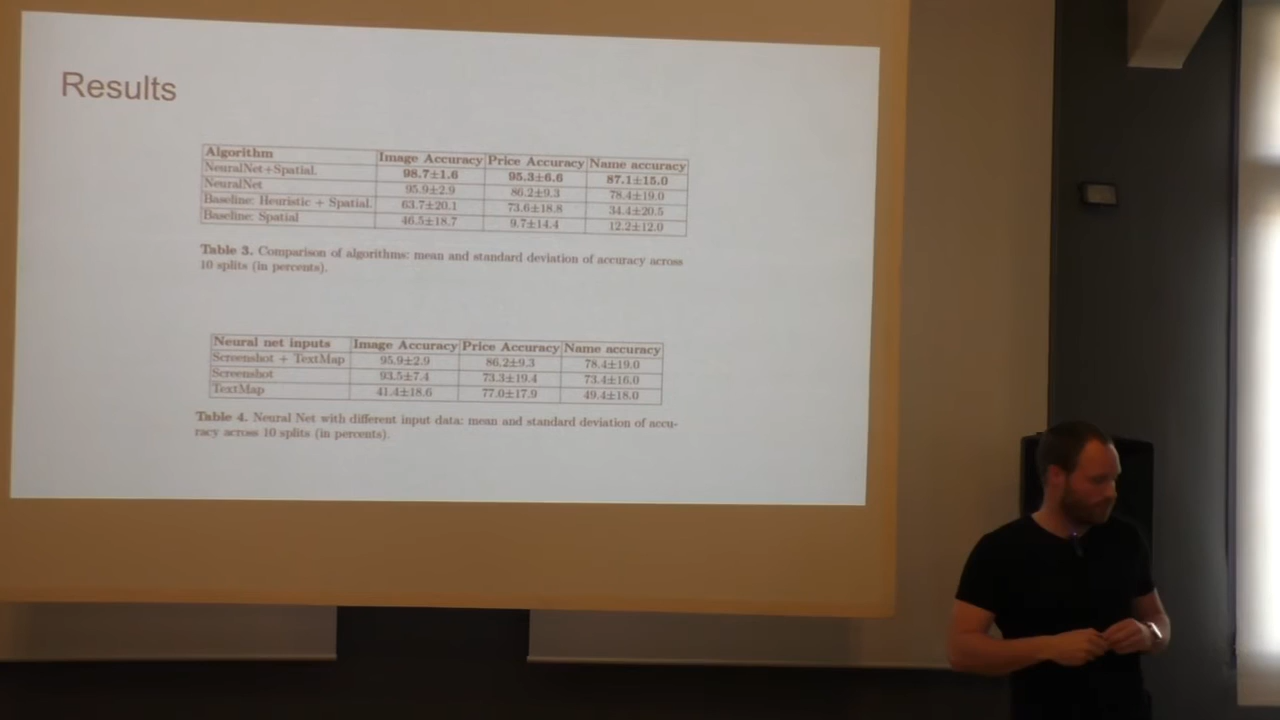 Results
Algorithm Image Accuracy Price Accuracy Name accuracy
NeuralNet+Spatial. 98.7±1.6 95.3±6.6 87.1±15.0
NeuralNet 95.9±2.9 86.2±9.3 78.4±19.0
Baseline: Heuristic + Spatial. 63.7±20.1 73.6±18.8 34.4±20.5
Baseline: Spatial 46.5±18.7 9.7±14.4 12.2±12.0
Table 3. Comparison of algorithms: mean and standard deviation of accuracy across
10 splits (in percents).
Neural net inputs Image Accuracy Price Accuracy Name accuracy
Screenshot + TextMap 95.9±2.9 86.2±9.3 78.4±19.0
Screenshot 93.5±7.4 73.3±19.4 73.4±16.0
TextMap 41.4±18.6 77.0±17.9 49.4±18.0
Table 4. Neural Net with different input data: mean and standard deviation of accu-
racy across 10 splits (in percents).